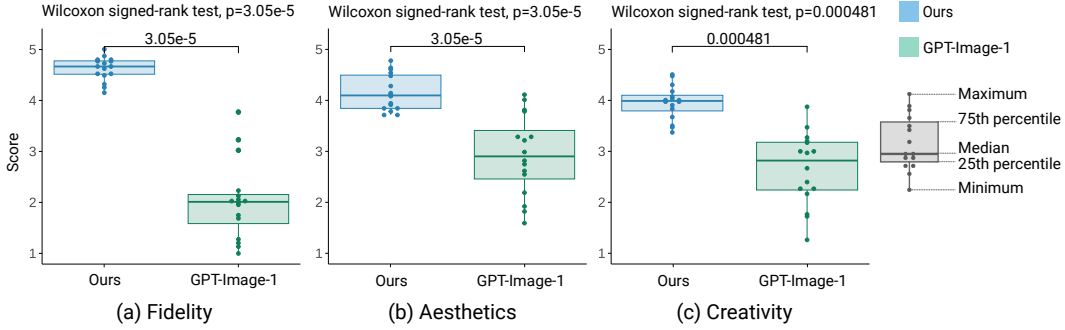 Wilcoxon signed-rank test, p=3.05e-5
3.05e-5
Score
5
4
3
2
1
Ours
GPT-Image-1
(a) Fidelity
Wilcoxon signed-rank test, p=3.05e-5
3.05e-5
5
4
3
2
1
Ours
GPT-Image-1
(b) Aesthetics
Wilcoxon signed-rank test, p=0.000481
0.000481
5
4
3
2
1
Ours
GPT-Image-1
(c) Creativity
Ours
GPT-Image-1
Maximum
75th percentile
Median
25th percentile
Minimum